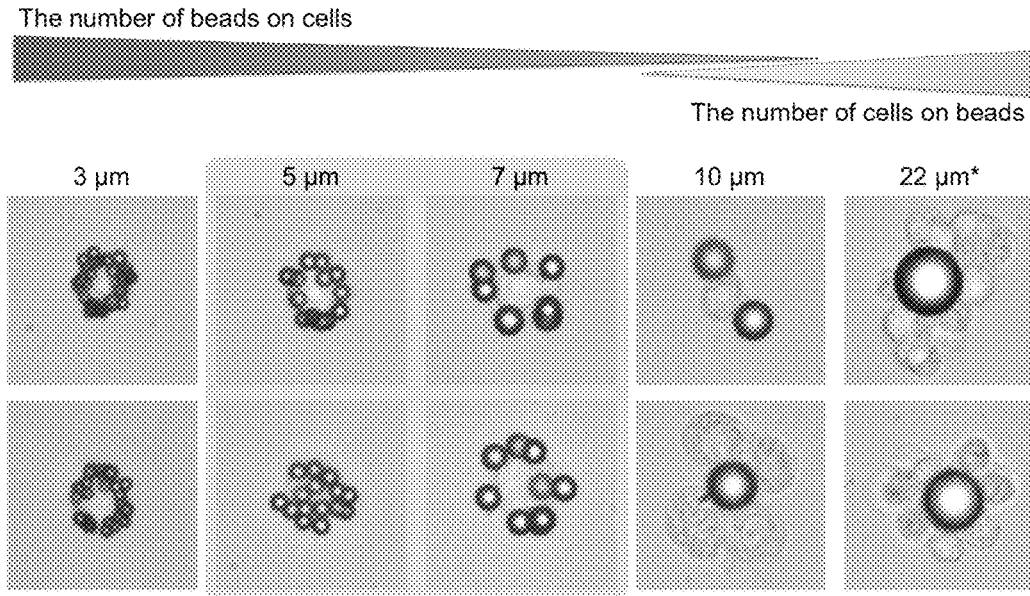 The number of beads on cells
The number of cells on beads
3 µm 5 µm 7 µm 10 µm 22 µm*